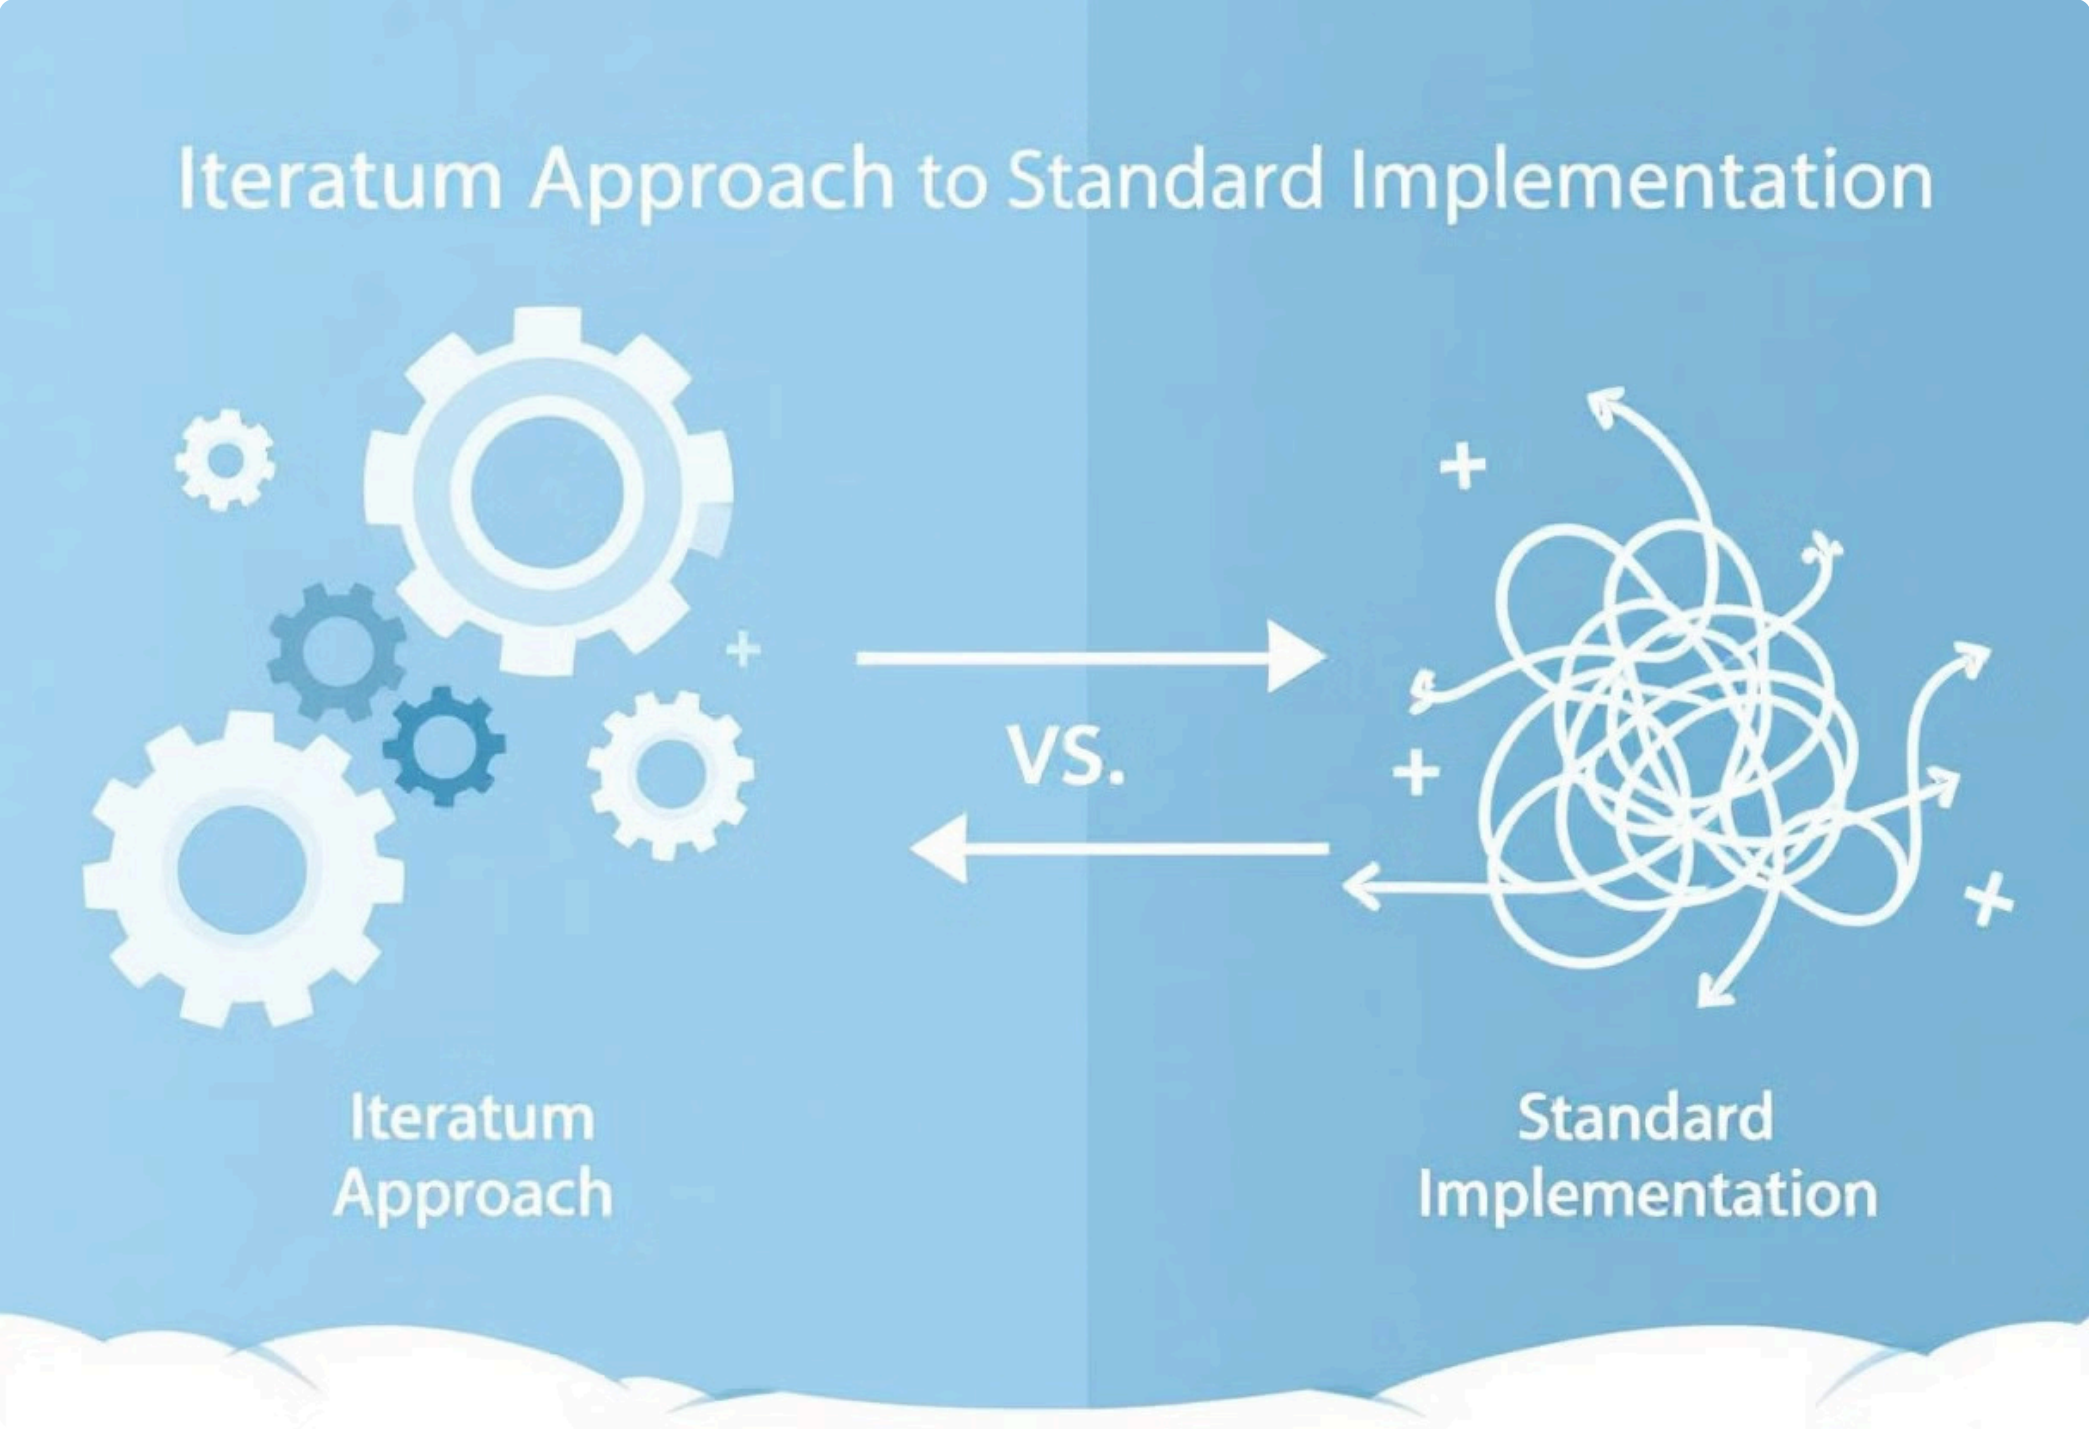 Iteratum Approach to Standard Implementation
VS.
Iteratum
Approach
Standard
Implementation